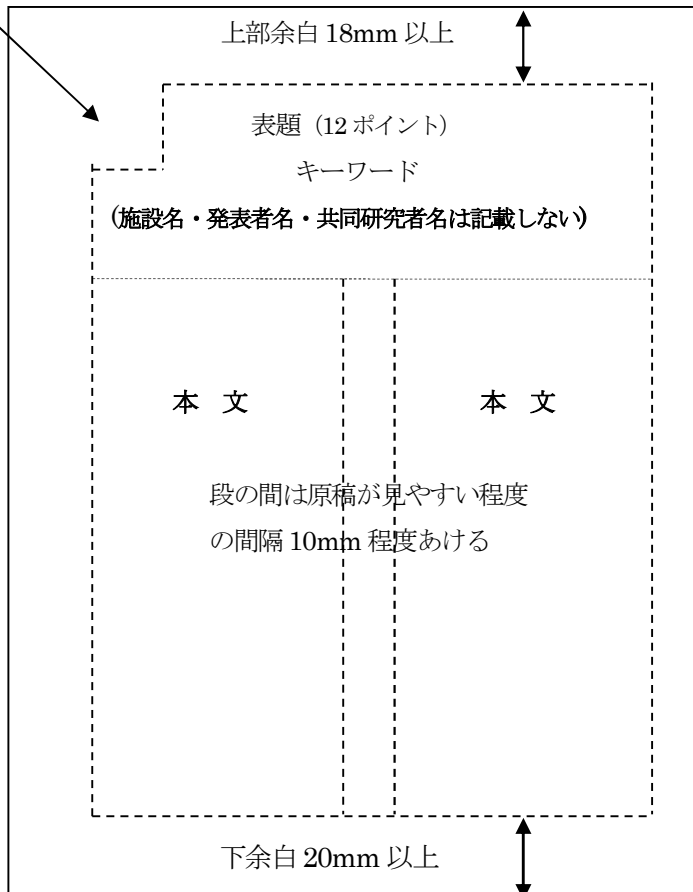 上部余白 18mm 以上
表題（12 ポイント）
キーワード
(施設名・発表者名・共同研究者名は記載しない)
本　文
本　文
段の間は原稿が見やすい程度
の間隔 10mm 程度あける
下余白 20mm 以上